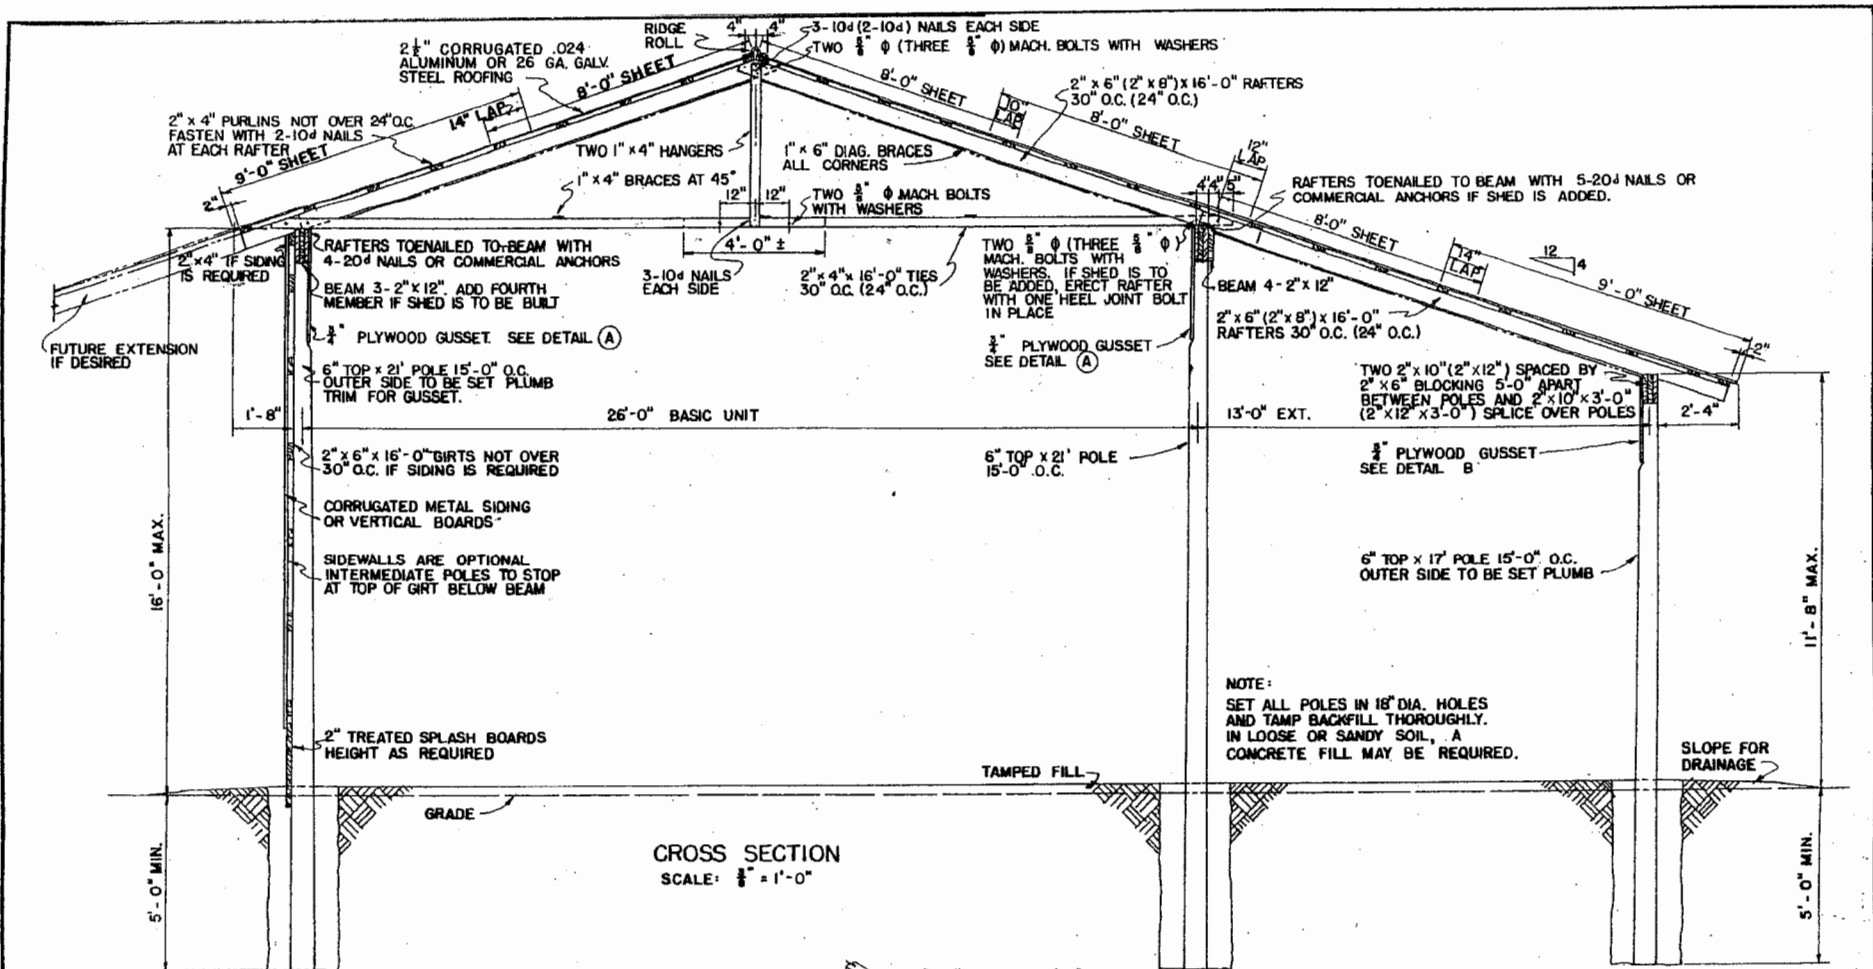 RIDGE
ROLL
4" 4"
3-10d (2-10d) NAILS EACH SIDE
TWO 5/8" φ (THREE 5/8" φ) MACH. BOLTS WITH WASHERS
2 1/2" CORRUGATED .024
ALUMINUM OR 26 GA. GALV.
STEEL ROOFING
8'-0" SHEET
8'-0" SHEET
2" x 6" (2" x 8") x 16'-0" RAFTERS
30" O.C. (24" O.C.)
2" x 4" PURLINS NOT OVER 24" O.C.
FASTEN WITH 2-10d NAILS
AT EACH RAFTER
14" LAP
10"
LAP
8'-0" SHEET
9'-0" SHEET
TWO 1" x 4" HANGERS
1" x 6" DIAG. BRACES
ALL CORNERS
12"
LAP
1" x 4" BRACES AT 45°
2"
12" 12"
TWO 5/8" φ MACH. BOLTS
WITH WASHERS
4" 4" 5"
RAFTERS TOENAILED TO BEAM WITH 5-20d NAILS OR
COMMERCIAL ANCHORS IF SHED IS ADDED.
8'-0" SHEET
2" x 4" IF SIDING
IS REQUIRED
RAFTERS TOENAILED TO BEAM WITH
4-20d NAILS OR COMMERCIAL ANCHORS
4'-0" ±
3-10d NAILS
EACH SIDE
2" x 4" x 16'-0" TIES
30" O.C. (24" O.C.)
TWO 5/8" φ (THREE 5/8" φ)
MACH. BOLTS WITH
WASHERS. IF SHED IS TO
BE ADDED, ERECT RAFTER
WITH ONE HEEL JOINT BOLT
IN PLACE
14"
LAP
12
4
9'-0" SHEET
BEAM 3-2" x 12". ADD FOURTH
MEMBER IF SHED IS TO BE BUILT
BEAM 4-2" x 12"
2" x 6" (2" x 8") x 16'-0"
RAFTERS 30" O.C. (24" O.C.)
FUTURE EXTENSION
IF DESIRED
3/4" PLYWOOD GUSSET. SEE DETAIL A
3/4" PLYWOOD GUSSET
SEE DETAIL A
2"
6" TOP x 21' POLE 15'-0" O.C.
OUTER SIDE TO BE SET PLUMB
TRIM FOR GUSSET.
TWO 2" x 10" (2" x 12") SPACED BY
2" x 6" BLOCKING 5'-0" APART
BETWEEN POLES AND 2" x 10" x 3'-0"
(2" x 12" x 3'-0") SPLICE OVER POLES
1'-8"
26'-0" BASIC UNIT
13'-0" EXT.
2'-4"
2" x 6" x 16'-0" GIRTS NOT OVER
30" O.C. IF SIDING IS REQUIRED
6" TOP x 21' POLE
15'-0" O.C.
3/4" PLYWOOD GUSSET
SEE DETAIL B
CORRUGATED METAL SIDING
OR VERTICAL BOARDS
16'-0" MAX.
SIDEWALLS ARE OPTIONAL
INTERMEDIATE POLES TO STOP
AT TOP OF GIRT BELOW BEAM
6" TOP x 17' POLE 15'-0" O.C.
OUTER SIDE TO BE SET PLUMB
11'-8" MAX.
NOTE:
SET ALL POLES IN 18" DIA. HOLES
AND TAMP BACKFILL THOROUGHLY.
IN LOOSE OR SANDY SOIL, A
CONCRETE FILL MAY BE REQUIRED.
2" TREATED SPLASH BOARDS
HEIGHT AS REQUIRED
SLOPE FOR
DRAINAGE
TAMPED FILL
GRADE
5'-0" MIN.
5'-0" MIN.
CROSS SECTION
SCALE: 3/8" = 1'-0"